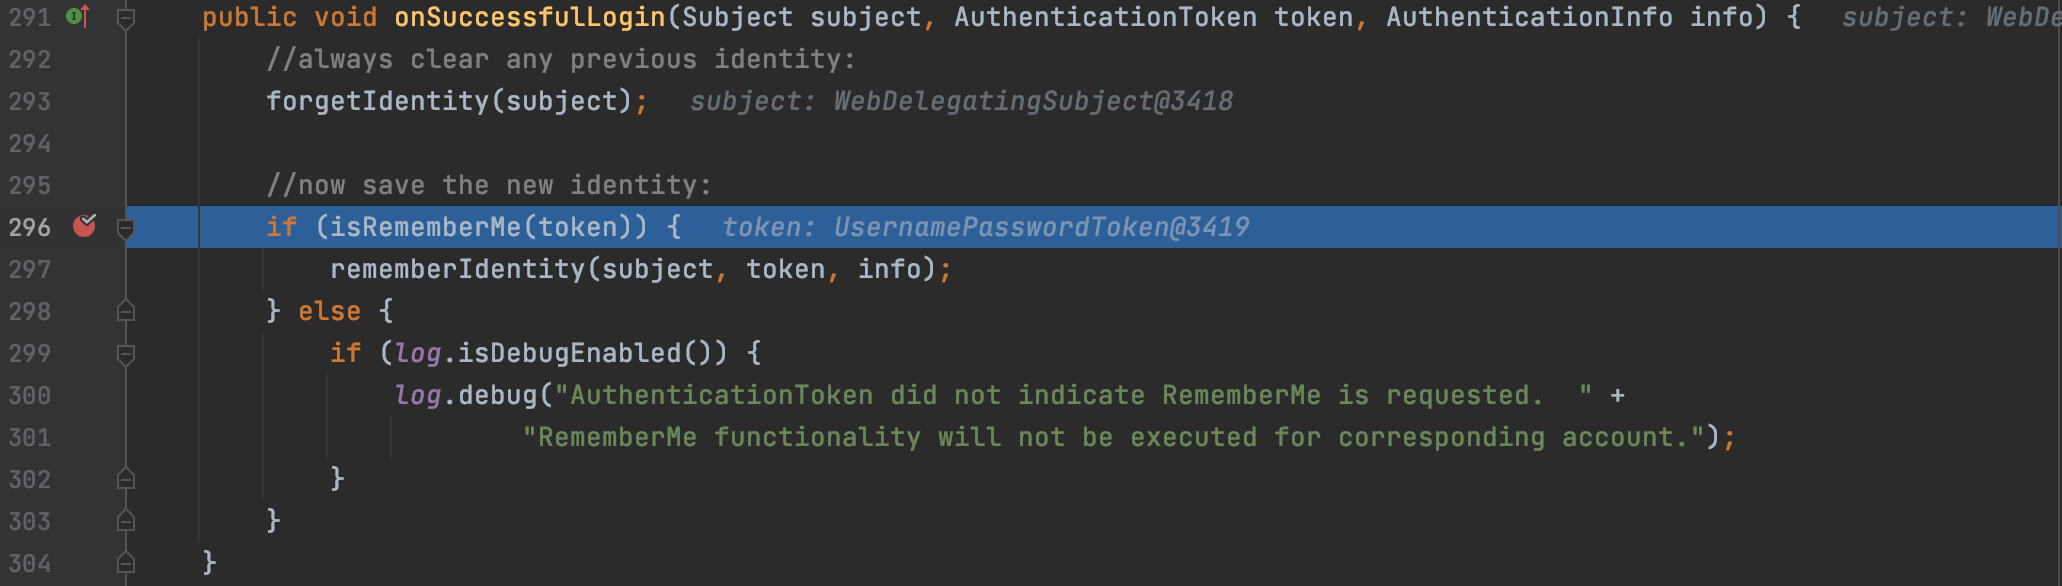 291 public void onSuccessfulLogin(Subject subject, AuthenticationToken token, AuthenticationInfo info) { subject: WebDe
292 //always clear any previous identity:
293 forgetIdentity(subject); subject: WebDelegatingSubject@3418
294
295 //now save the new identity:
296 if (isRememberMe(token)) { token: UsernamePasswordToken@3419
297 rememberIdentity(subject, token, info);
298 } else {
299 if (log.isDebugEnabled()) {
300 log.debug("AuthenticationToken did not indicate RememberMe is requested.  " +
301 "RememberMe functionality will not be executed for corresponding account.");
302 }
303 }
304 }